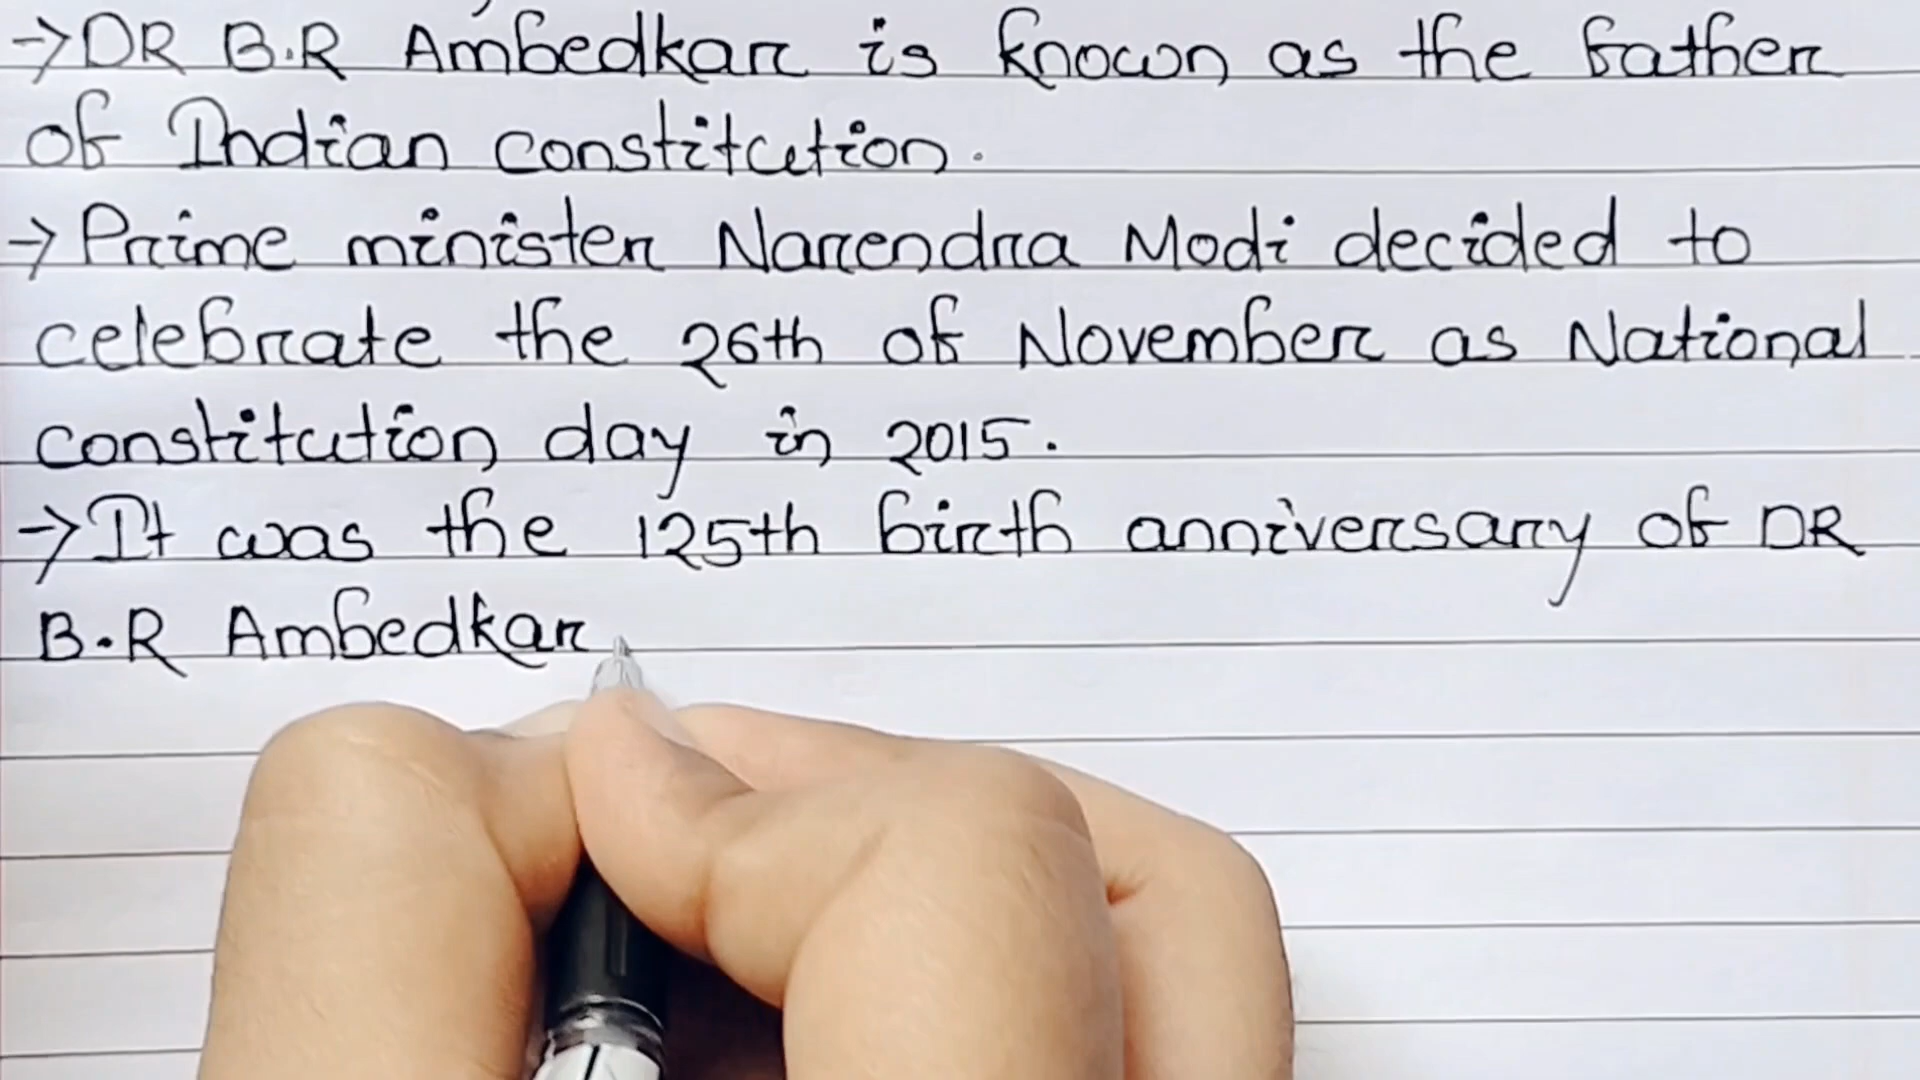 →DR B.R Ambedkar is known as the father
of Indian constitution.
→Prime minister Narendra Modi decided to
celebrate the 26th of November as National
constitution day in 2015.
→It was the 125th birth anniversary of DR
B.R Ambedkar